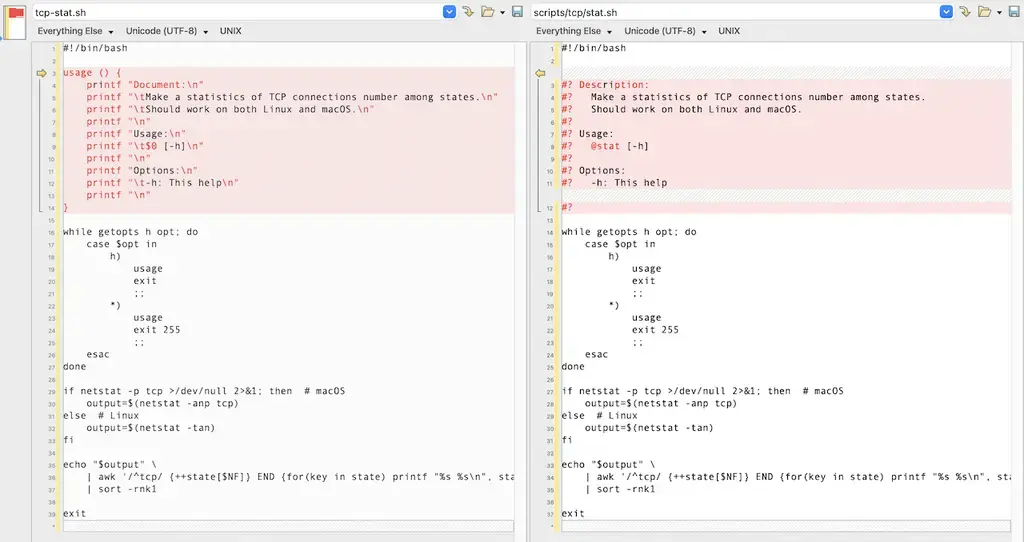 tcp-stat.sh
Everything Else Unicode (UTF-8) UNIX
1 #!/bin/bash
2
3 usage () {
4 printf "Document:\n"
5 printf "\tMake a statistics of TCP connections number among states.\n"
6 printf "\tShould work on both Linux and macOS.\n"
7 printf "\n"
8 printf "Usage:\n"
9 printf "\t$0 [-h]\n"
10 printf "\n"
11 printf "Options:\n"
12 printf "\t-h: This help\n"
13 printf "\n"
14 }
15
16 while getopts h opt; do
17 case $opt in
18 h)
19 usage
20 exit
21 ;;
22 *)
23 usage
24 exit 255
25 ;;
26 esac
27 done
28
29 if netstat -p tcp >/dev/null 2>&1; then # macOS
30 output=$(netstat -anp tcp)
31 else # Linux
32 output=$(netstat -tan)
33 fi
34
35 echo "$output" \
36 | awk '/^tcp/ {++state[$NF]} END {for(key in state) printf "%s %s\n", sta
37 | sort -rnk1
38
39 exit
scripts/tcp/stat.sh
Everything Else Unicode (UTF-8) UNIX
1 #!/bin/bash
2
3 #? Description:
4 #? Make a statistics of TCP connections number among states.
5 #? Should work on both Linux and macOS.
6 #?
7 #? Usage:
8 #? @stat [-h]
9 #?
10 #? Options:
11 #? -h: This help
12 #?
13
14 while getopts h opt; do
15 case $opt in
16 h)
17 usage
18 exit
19 ;;
20 *)
21 usage
22 exit 255
23 ;;
24 esac
25 done
26
27 if netstat -p tcp >/dev/null 2>&1; then # macOS
28 output=$(netstat -anp tcp)
29 else # Linux
30 output=$(netstat -tan)
31 fi
32
33 echo "$output" \
34 | awk '/^tcp/ {++state[$NF]} END {for(key in state) printf "%s %s\n", sta
35 | sort -rnk1
36
37 exit